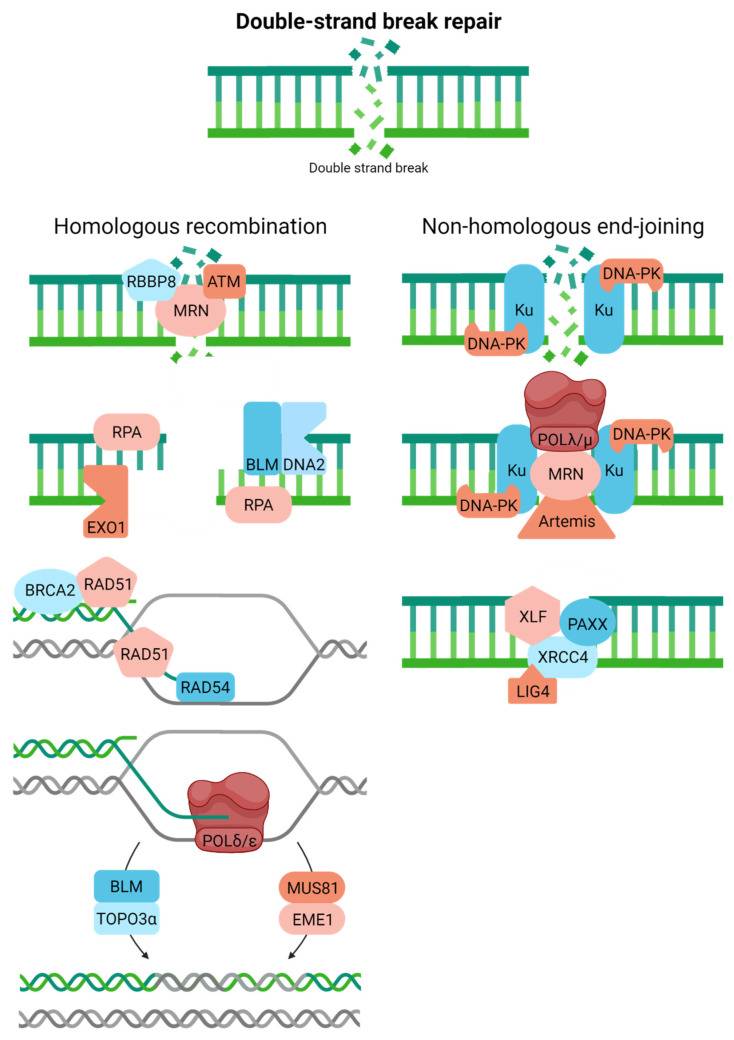 Double-strand break repair
Double strand break
Homologous recombination
RBBP8
ATM
MRN
RPA
EXO1
BLM
DNA2
RPA
BRCA2
RAD51
RAD51
RAD54
POLδ/ε
BLM
TOPO3α
MUS81
EME1
Non-homologous end-joining
DNA-PK
Ku
Ku
DNA-PK
POLλ/μ
DNA-PK
Ku
MRN
Ku
DNA-PK
Artemis
XLF
PAXX
XRCC4
LIG4